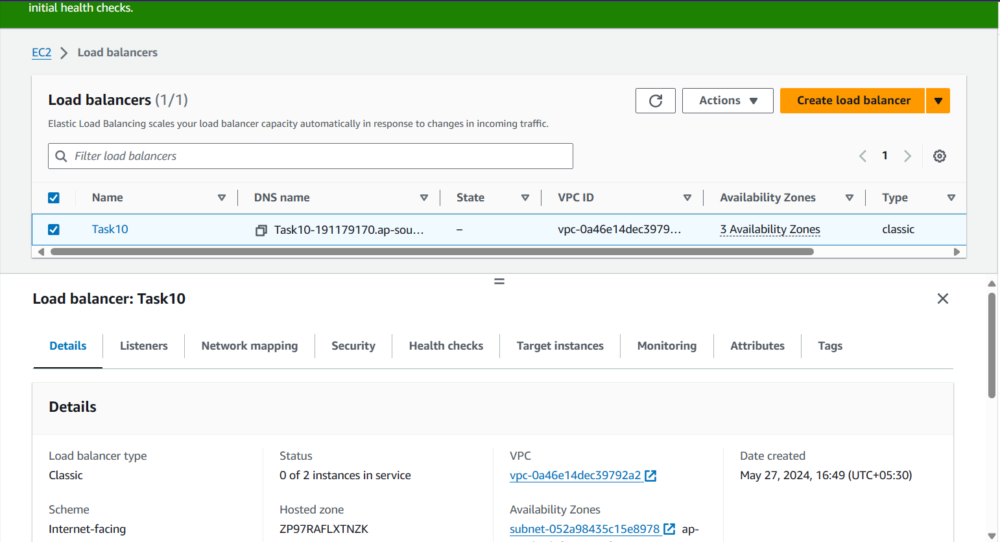 initial health checks.
EC2 > Load balancers
Load balancers (1/1)
Actions
Create load balancer
Elastic Load Balancing scales your load balancer capacity automatically in response to changes in incoming traffic.
Filter load balancers
1
Name DNS name State VPC ID Availability Zones Type
Task10 Task10-191179170.ap-sou... – vpc-0a46e14dec3979... 3 Availability Zones classic
Load balancer: Task10
Details Listeners Network mapping Security Health checks Target instances Monitoring Attributes Tags
Details
Load balancer type Status VPC Date created
Classic 0 of 2 instances in service vpc-0a46e14dec39792a2 May 27, 2024, 16:49 (UTC+05:30)
Scheme Hosted zone Availability Zones
Internet-facing ZP97RAFLXTNZK subnet-052a98435c15e8978 ap-